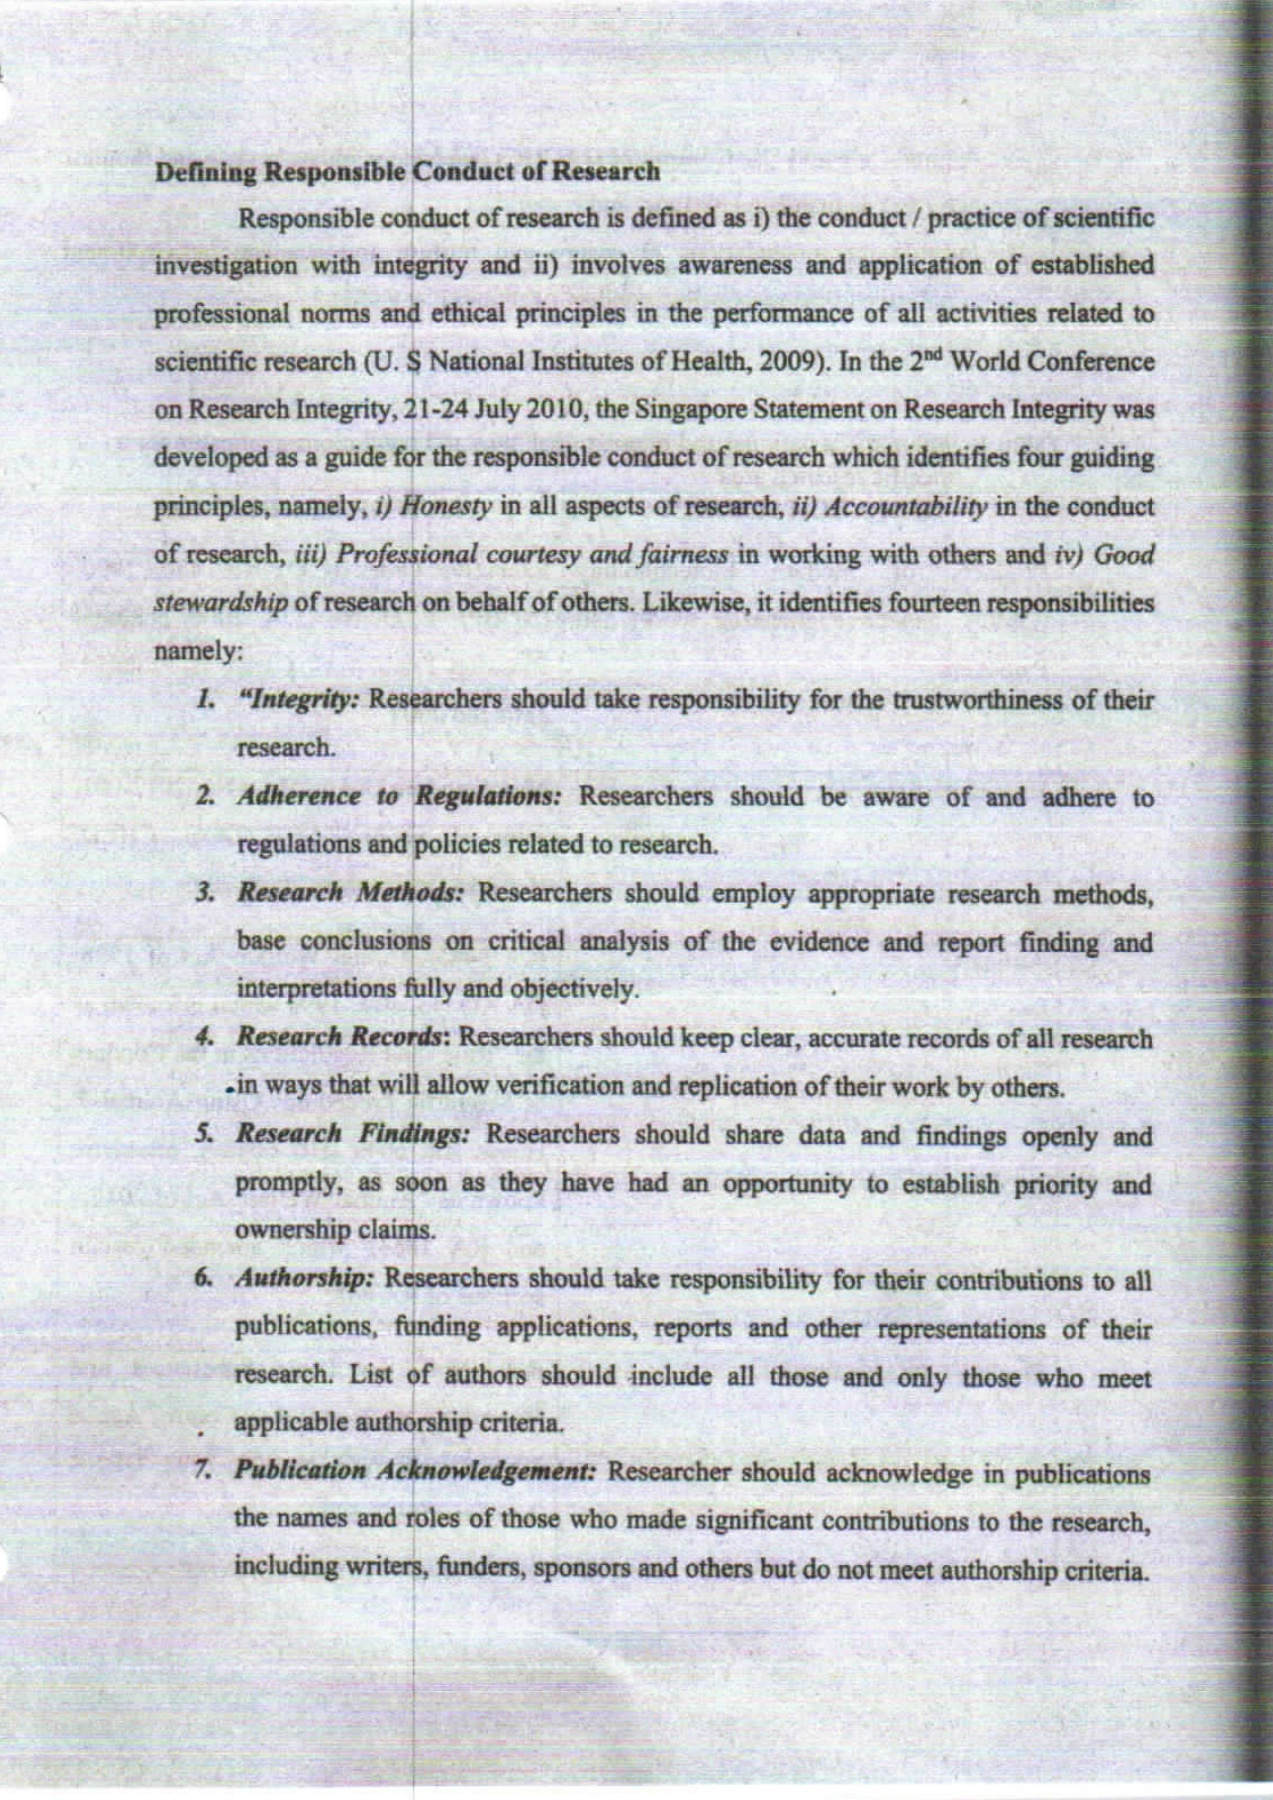 Defining Responsible Conduct of Research
Responsible conduct of research is defined as i) the conduct / practice of scientific
investigation with integrity and ii) involves awareness and application of established
professional norms and ethical principles in the performance of all activities related to
scientific research (U. S National Institutes of Health, 2009). In the 2nd World Conference
on Research Integrity, 21-24 July 2010, the Singapore Statement on Research Integrity was
developed as a guide for the responsible conduct of research which identifies four guiding
principles, namely, i) Honesty in all aspects of research, ii) Accountability in the conduct
of research, iii) Professional courtesy and fairness in working with others and iv) Good
stewardship of research on behalf of others. Likewise, it identifies fourteen responsibilities
namely:
1. “Integrity: Researchers should take responsibility for the trustworthiness of their
research.
2. Adherence to Regulations: Researchers should be aware of and adhere to
regulations and policies related to research.
3. Research Methods: Researchers should employ appropriate research methods,
base conclusions on critical analysis of the evidence and report finding and
interpretations fully and objectively.
4. Research Records: Researchers should keep clear, accurate records of all research
in ways that will allow verification and replication of their work by others.
5. Research Findings: Researchers should share data and findings openly and
promptly, as soon as they have had an opportunity to establish priority and
ownership claims.
6. Authorship: Researchers should take responsibility for their contributions to all
publications, funding applications, reports and other representations of their
research. List of authors should include all those and only those who meet
applicable authorship criteria.
7. Publication Acknowledgement: Researcher should acknowledge in publications
the names and roles of those who made significant contributions to the research,
including writers, funders, sponsors and others but do not meet authorship criteria.